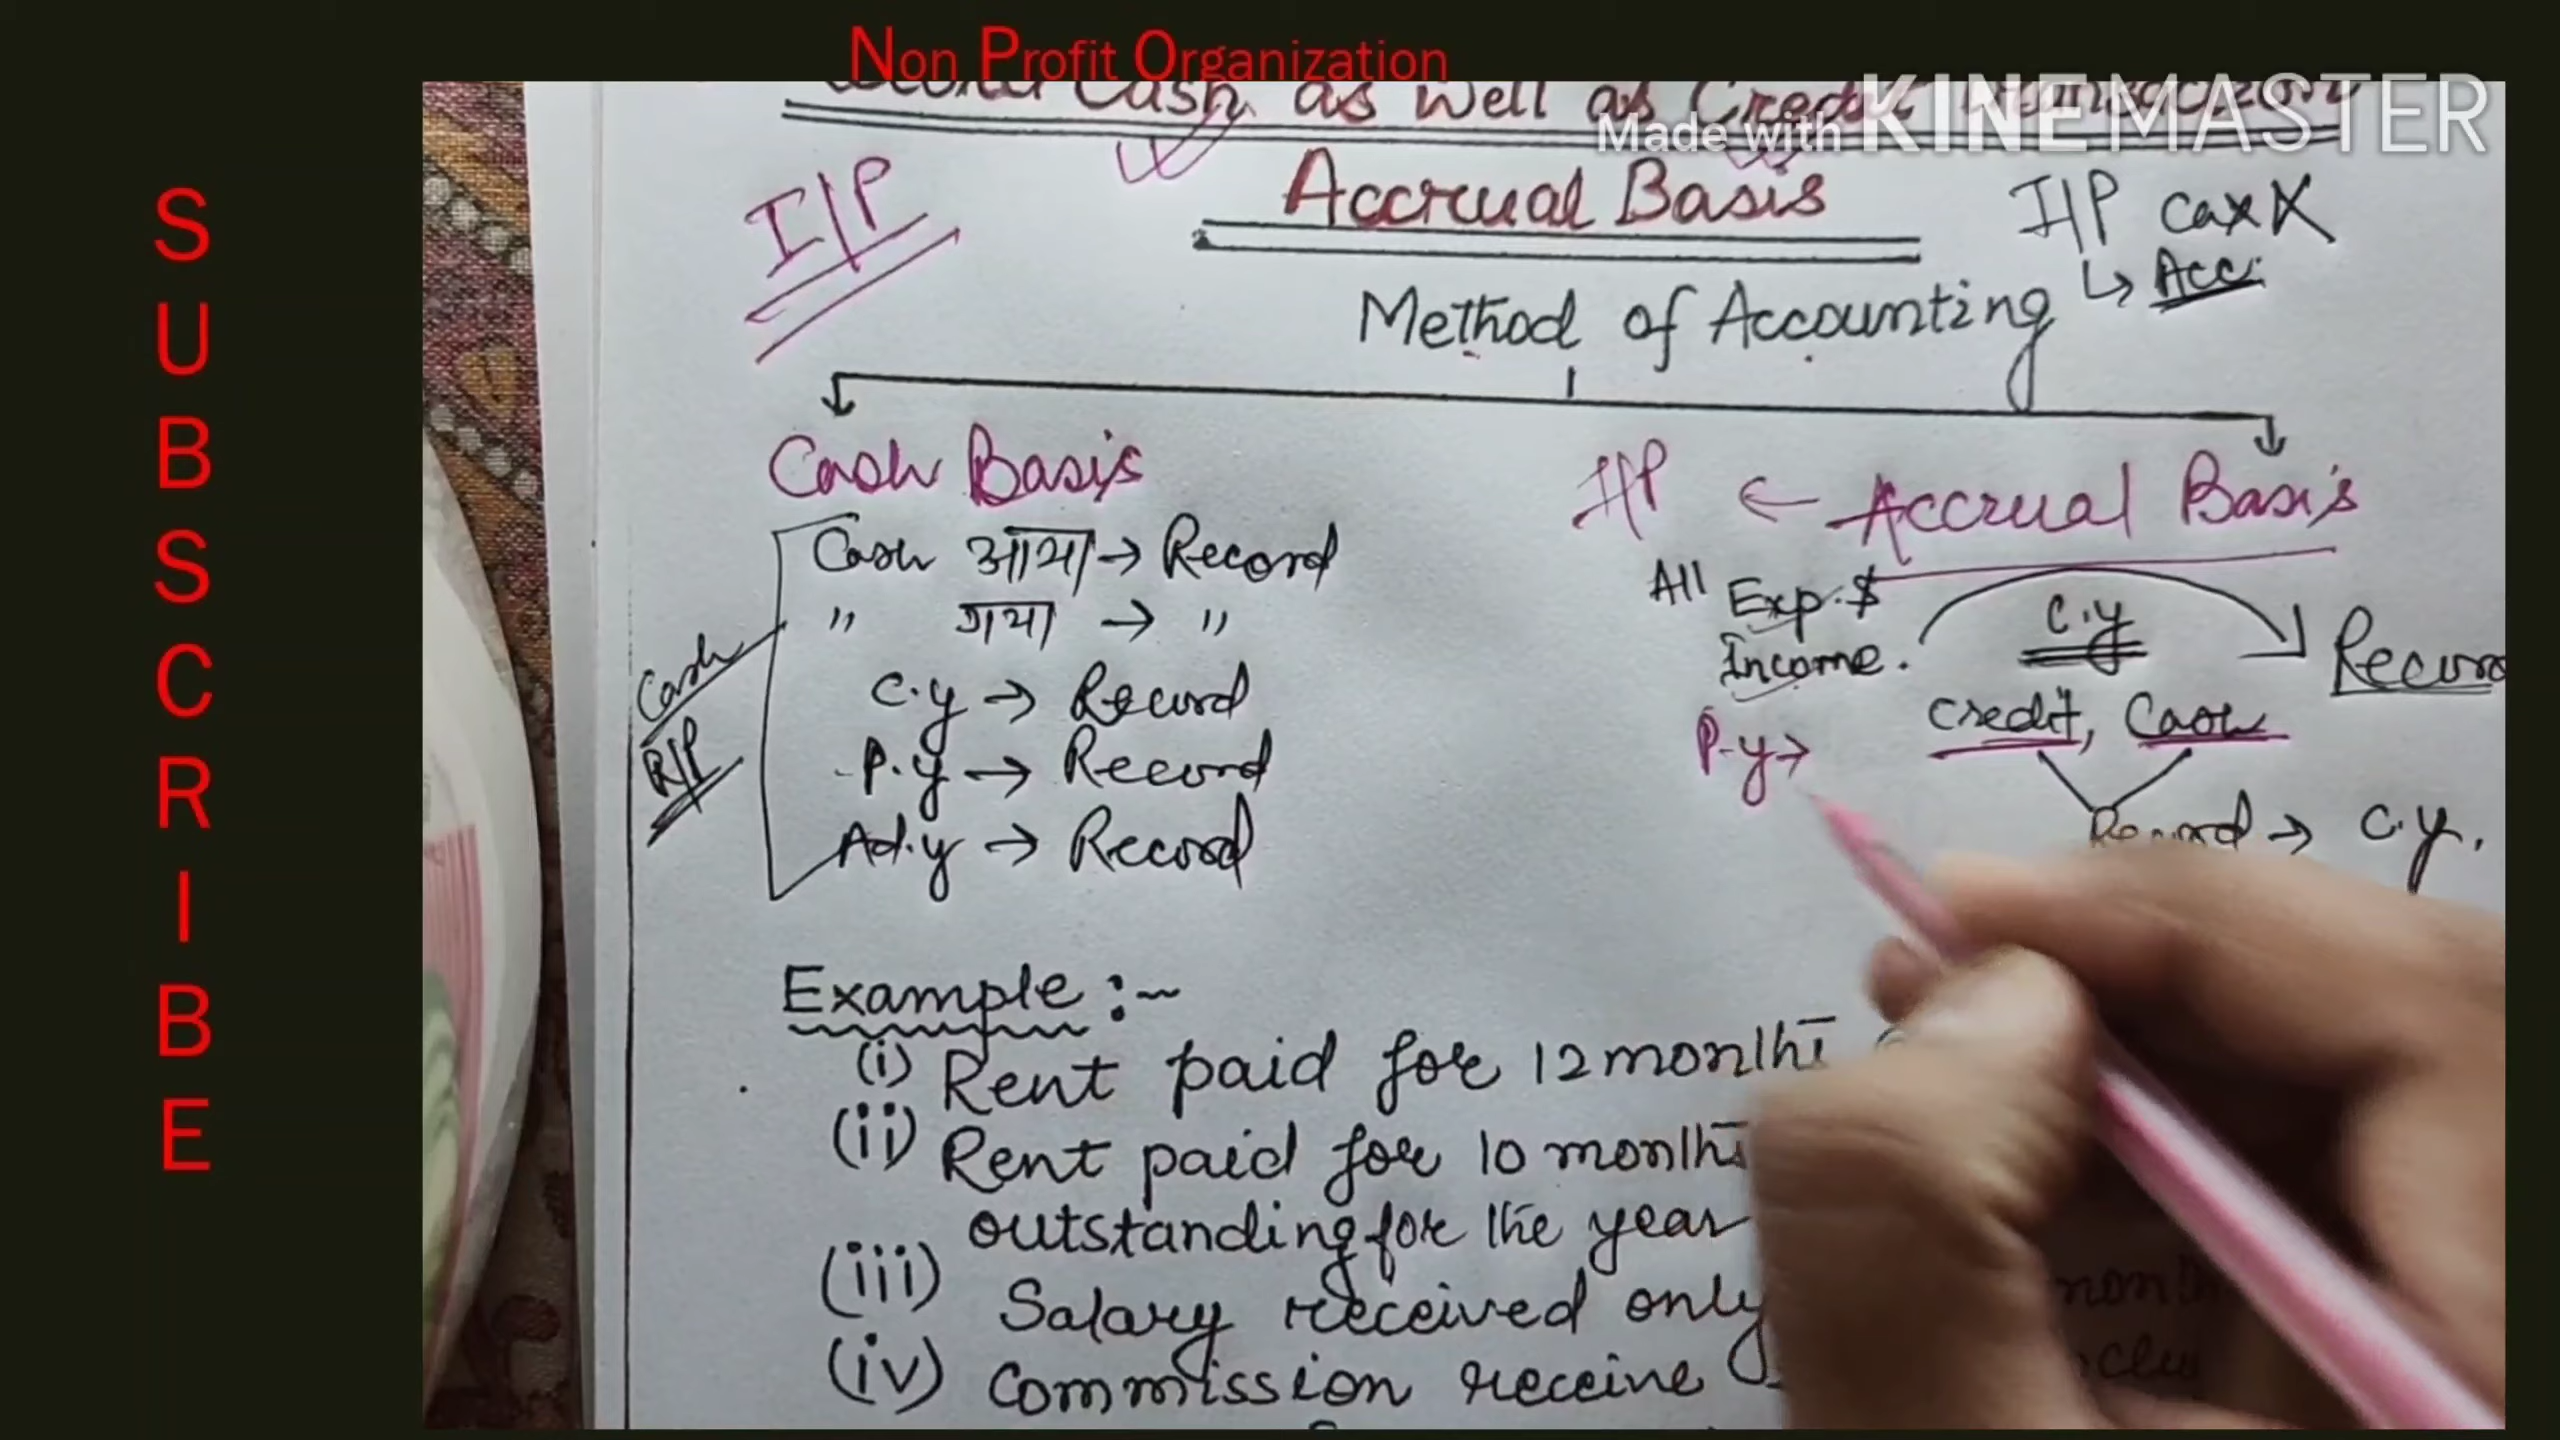 Non Profit Organization
Made with KINEMASTER
SUBSCRIBE
Cash as well as Credit
I/P
Accrual Basis
I/P
↳ Acc.
Method of Accounting
Cash Basis
I/P ← Accrual Basis
Cash आया → Record
" गया → "
C.y → Record
P.y → Record
Ad.y → Record
Cash
R/P
All Exp. $
Income.
C.y
Record
Credit, Cash
P.y →
Record → C.y.
Example :-
(i) Rent paid for 12 months
(ii) Rent paid for 10 months
outstanding for the year
(iii) Salary received only
(iv) Commission receive